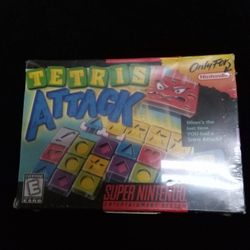 TETRIS
ATTACK
Only For
Nintendo
When's the
last time
YOU had a
Tetris Attack?
E
SUPER NINTENDO
ENTERTAINMENT SYSTEM